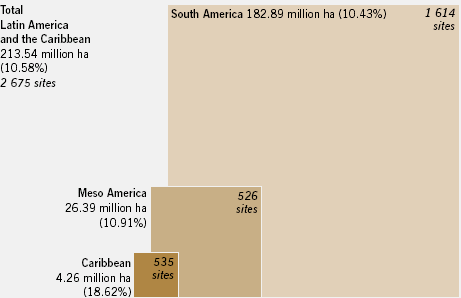 Total
Latin America
and the Caribbean
213.54 million ha
(10.58%)
2 675 sites
South America 182.89 million ha (10.43%)
1 614
sites
Meso America
26.39 million ha
(10.91%)
526
sites
Caribbean
4.26 million ha
(18.62%)
535
sites